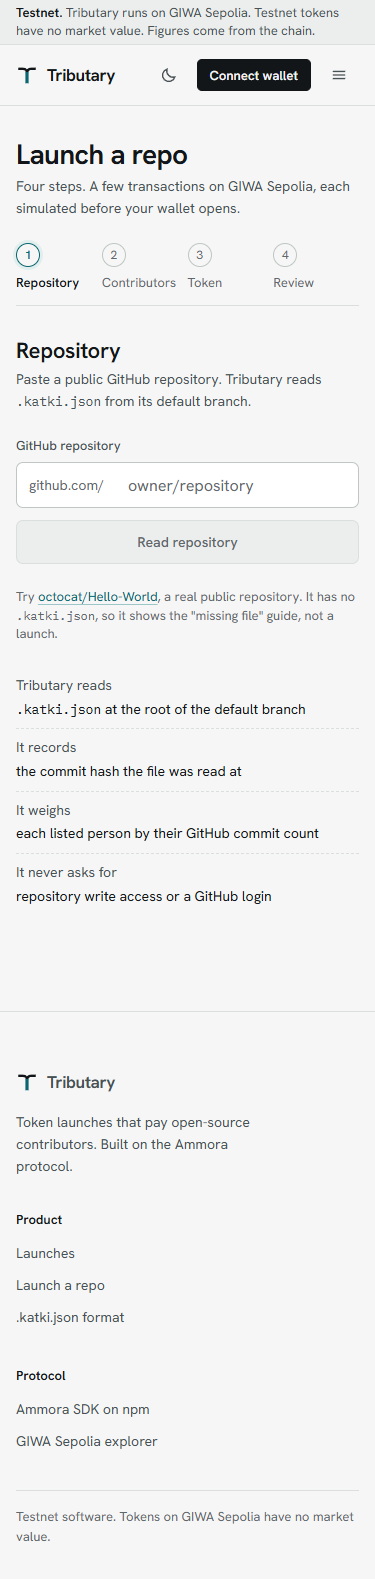 Testnet. Tributary runs on GIWA Sepolia. Testnet tokens
have no market value. Figures come from the chain.
Tributary
Connect wallet
Launch a repo
Four steps. A few transactions on GIWA Sepolia, each
simulated before your wallet opens.
1
Repository
2
Contributors
3
Token
4
Review
Repository
Paste a public GitHub repository. Tributary reads
.katki.json from its default branch.
GitHub repository
github.com/ owner/repository
Read repository
Try octocat/Hello-World, a real public repository. It has no
.katki.json, so it shows the "missing file" guide, not a
launch.
Tributary reads
.katki.json at the root of the default branch
It records
the commit hash the file was read at
It weighs
each listed person by their GitHub commit count
It never asks for
repository write access or a GitHub login
Tributary
Token launches that pay open-source
contributors. Built on the Ammora
protocol.
Product
Launches
Launch a repo
.katki.json format
Protocol
Ammora SDK on npm
GIWA Sepolia explorer
Testnet software. Tokens on GIWA Sepolia have no market
value.